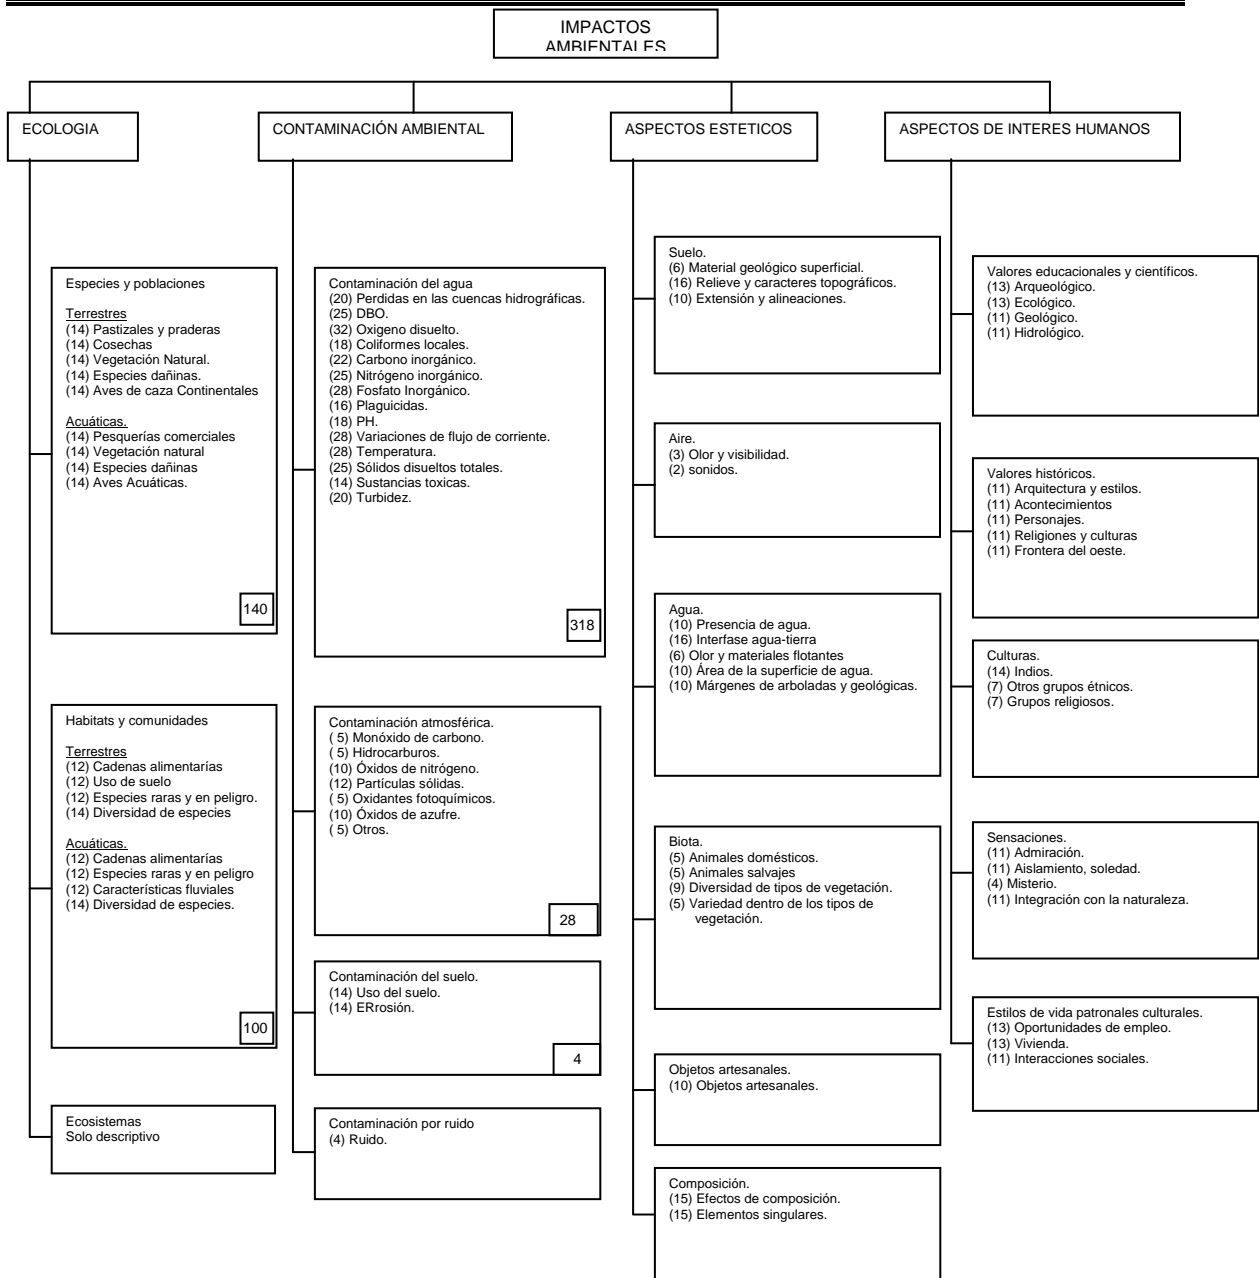 IMPACTOS
AMBIENTALES
ECOLOGIA
CONTAMINACIÓN AMBIENTAL
ASPECTOS ESTETICOS
ASPECTOS DE INTERES HUMANOS
Especies y poblaciones
Terrestres
(14) Pastizales y praderas
(14) Cosechas
(14) Vegetación Natural.
(14) Especies dañinas.
(14) Aves de caza Continentales
Acuáticas.
(14) Pesquerías comerciales
(14) Vegetación natural
(14) Especies dañinas
(14) Aves Acuáticas.
140
Habitats y comunidades
Terrestres
(12) Cadenas alimentarías
(12) Uso de suelo
(12) Especies raras y en peligro.
(14) Diversidad de especies
Acuáticas.
(12) Cadenas alimentarías
(12) Especies raras y en peligro
(12) Características fluviales
(14) Diversidad de especies.
100
Ecosistemas
Solo descriptivo
Contaminación del agua
(20) Perdidas en las cuencas hidrográficas.
(25) DBO.
(32) Oxigeno disuelto.
(18) Coliformes locales.
(22) Carbono inorgánico.
(25) Nitrógeno inorgánico.
(28) Fosfato Inorgánico.
(16) Plaguicidas.
(18) PH.
(28) Variaciones de flujo de corriente.
(28) Temperatura.
(25) Sólidos disueltos totales.
(14) Sustancias toxicas.
(20) Turbidez.
318
Contaminación atmosférica.
( 5) Monóxido de carbono.
( 5) Hidrocarburos.
(10) Óxidos de nitrógeno.
(12) Partículas sólidas.
( 5) Oxidantes fotoquímicos.
(10) Óxidos de azufre.
( 5) Otros.
28
Contaminación del suelo.
(14) Uso del suelo.
(14) ERrosión.
4
Contaminación por ruido
(4) Ruido.
Suelo.
(6) Material geológico superficial.
(16) Relieve y caracteres topográficos.
(10) Extensión y alineaciones.
Aire.
(3) Olor y visibilidad.
(2) sonidos.
Agua.
(10) Presencia de agua.
(16) Interfase agua-tierra
(6) Olor y materiales flotantes
(10) Área de la superficie de agua.
(10) Márgenes de arboladas y geológicas.
Biota.
(5) Animales domésticos.
(5) Animales salvajes
(9) Diversidad de tipos de vegetación.
(5) Variedad dentro de los tipos de
vegetación.
Objetos artesanales.
(10) Objetos artesanales.
Composición.
(15) Efectos de composición.
(15) Elementos singulares.
Valores educacionales y científicos.
(13) Arqueológico.
(13) Ecológico.
(11) Geológico.
(11) Hidrológico.
Valores históricos.
(11) Arquitectura y estilos.
(11) Acontecimientos
(11) Personajes.
(11) Religiones y culturas
(11) Frontera del oeste.
Culturas.
(14) Indios.
(7) Otros grupos étnicos.
(7) Grupos religiosos.
Sensaciones.
(11) Admiración.
(11) Aislamiento, soledad.
(4) Misterio.
(11) Integración con la naturaleza.
Estilos de vida patronales culturales.
(13) Oportunidades de empleo.
(13) Vivienda.
(11) Interacciones sociales.